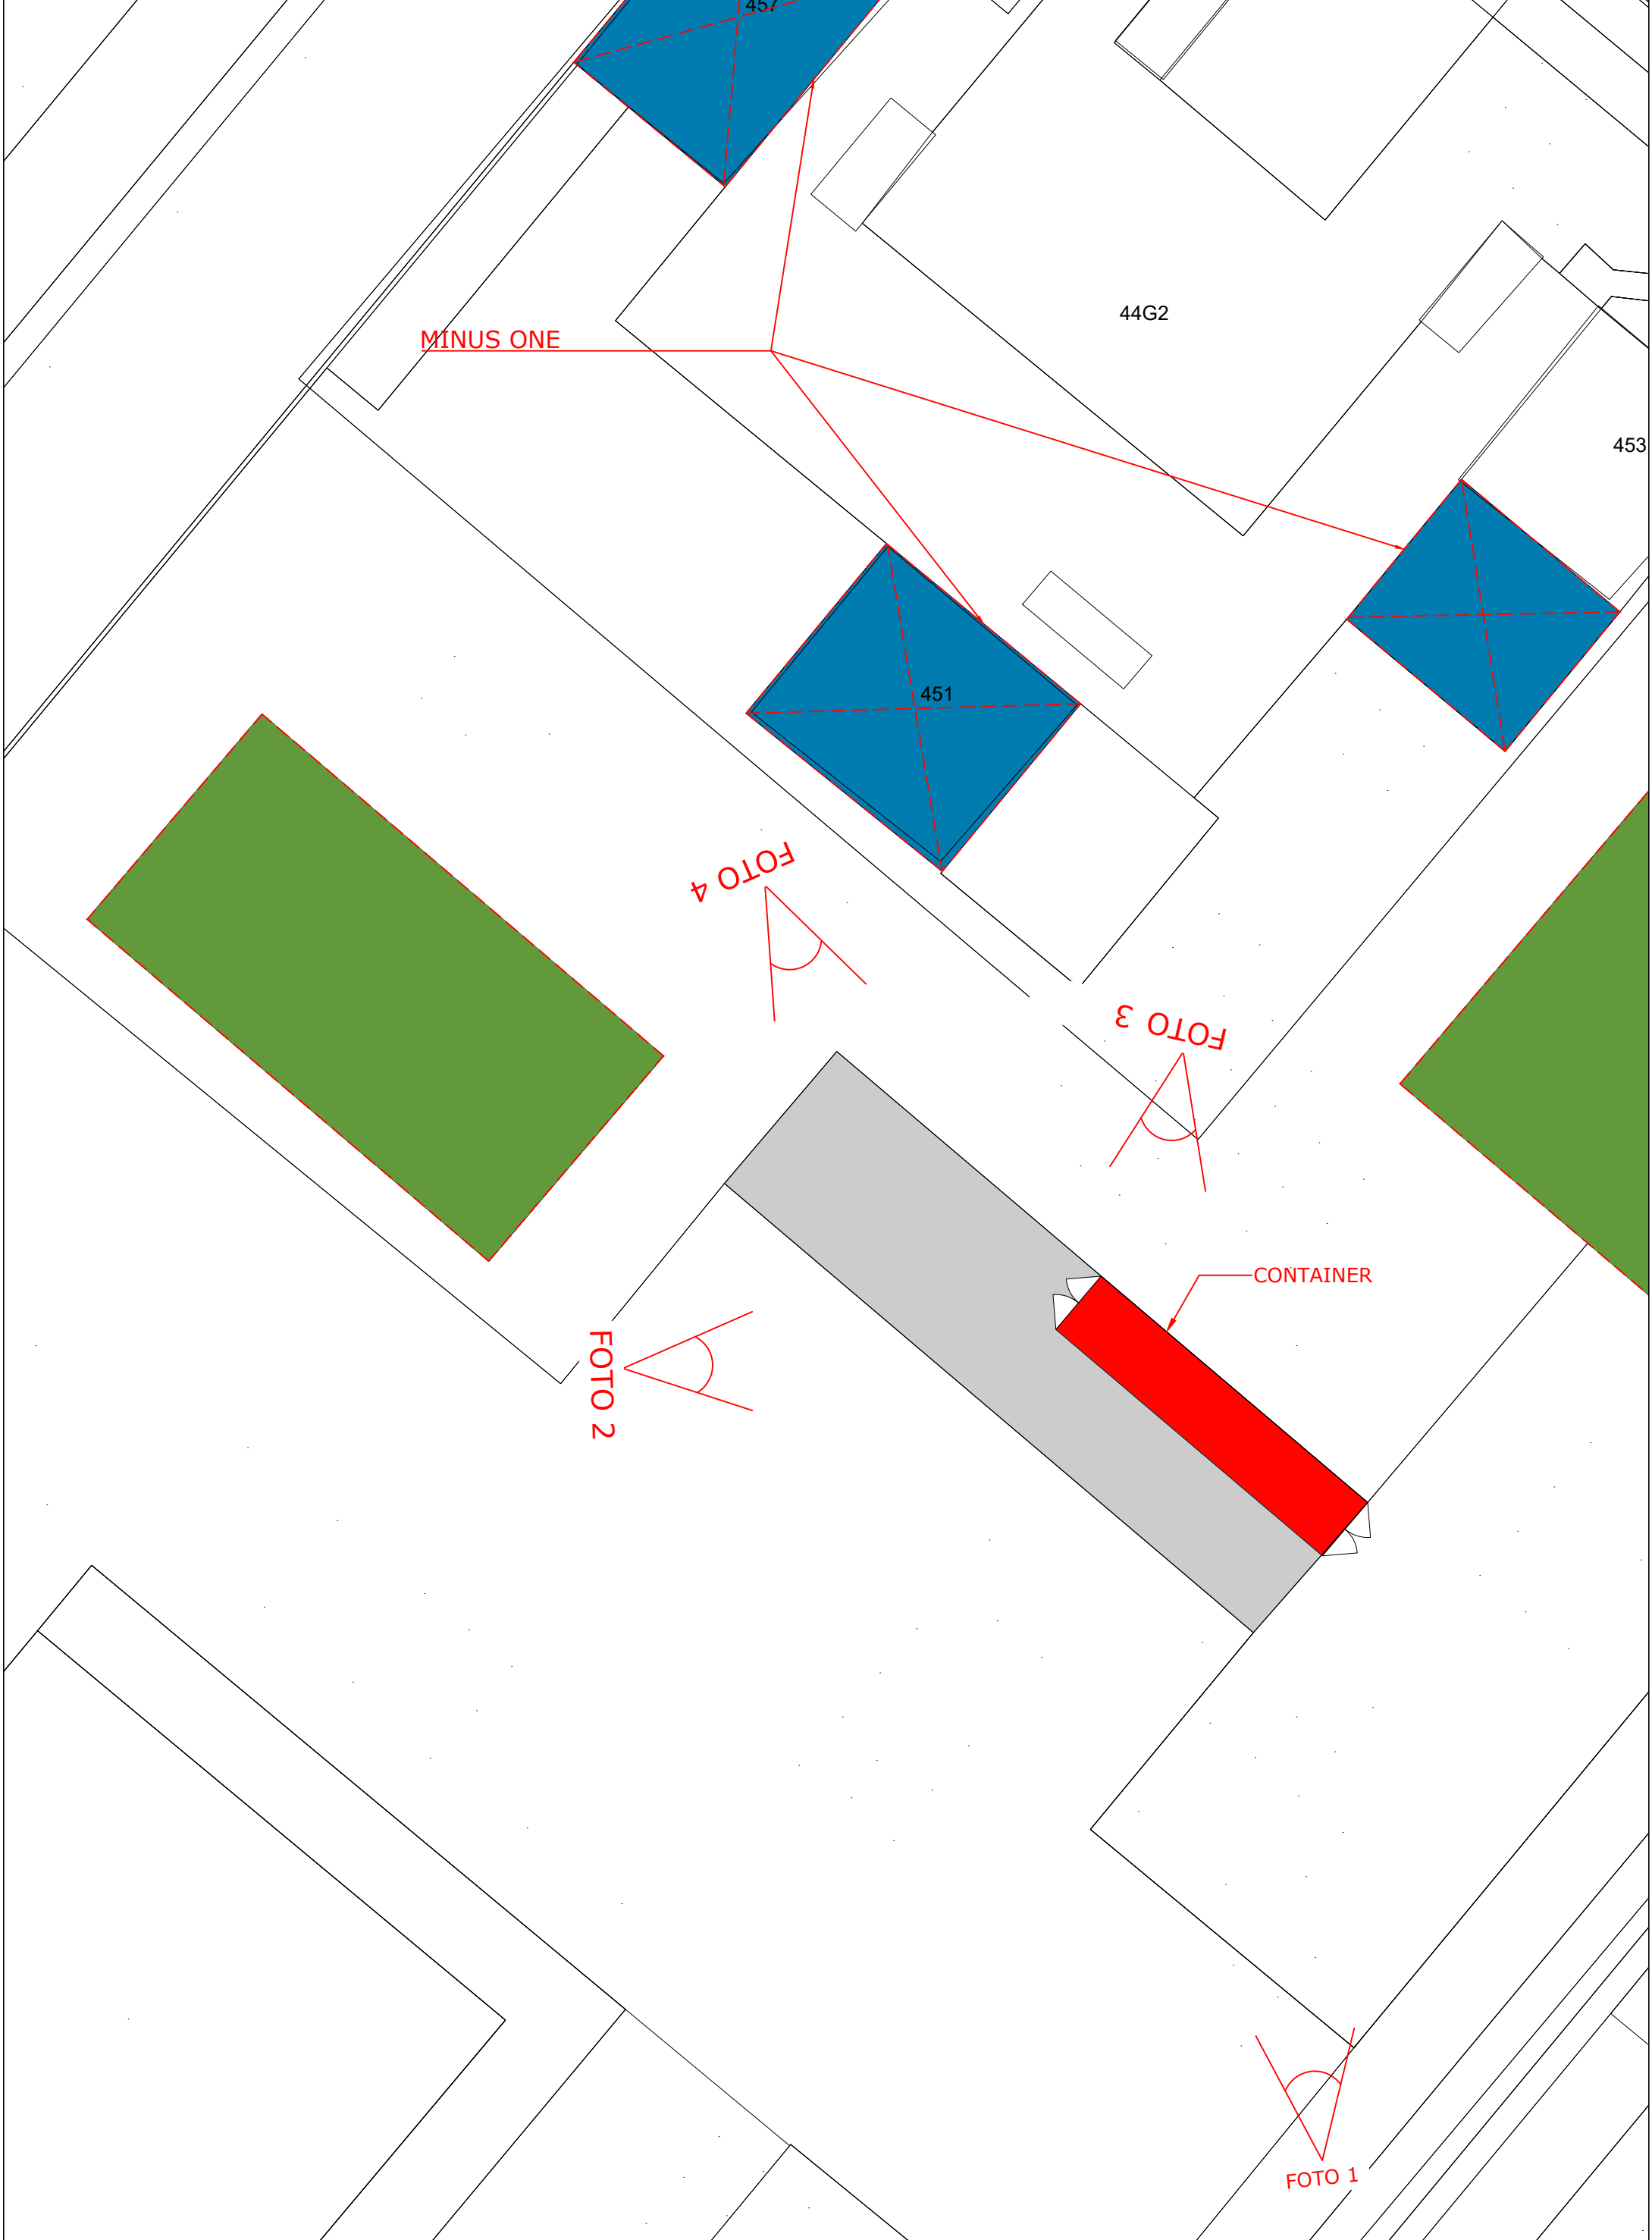 457
44G2
MINUS ONE
453
451
FOTO 4
FOTO 3
CONTAINER
FOTO 2
FOTO 1